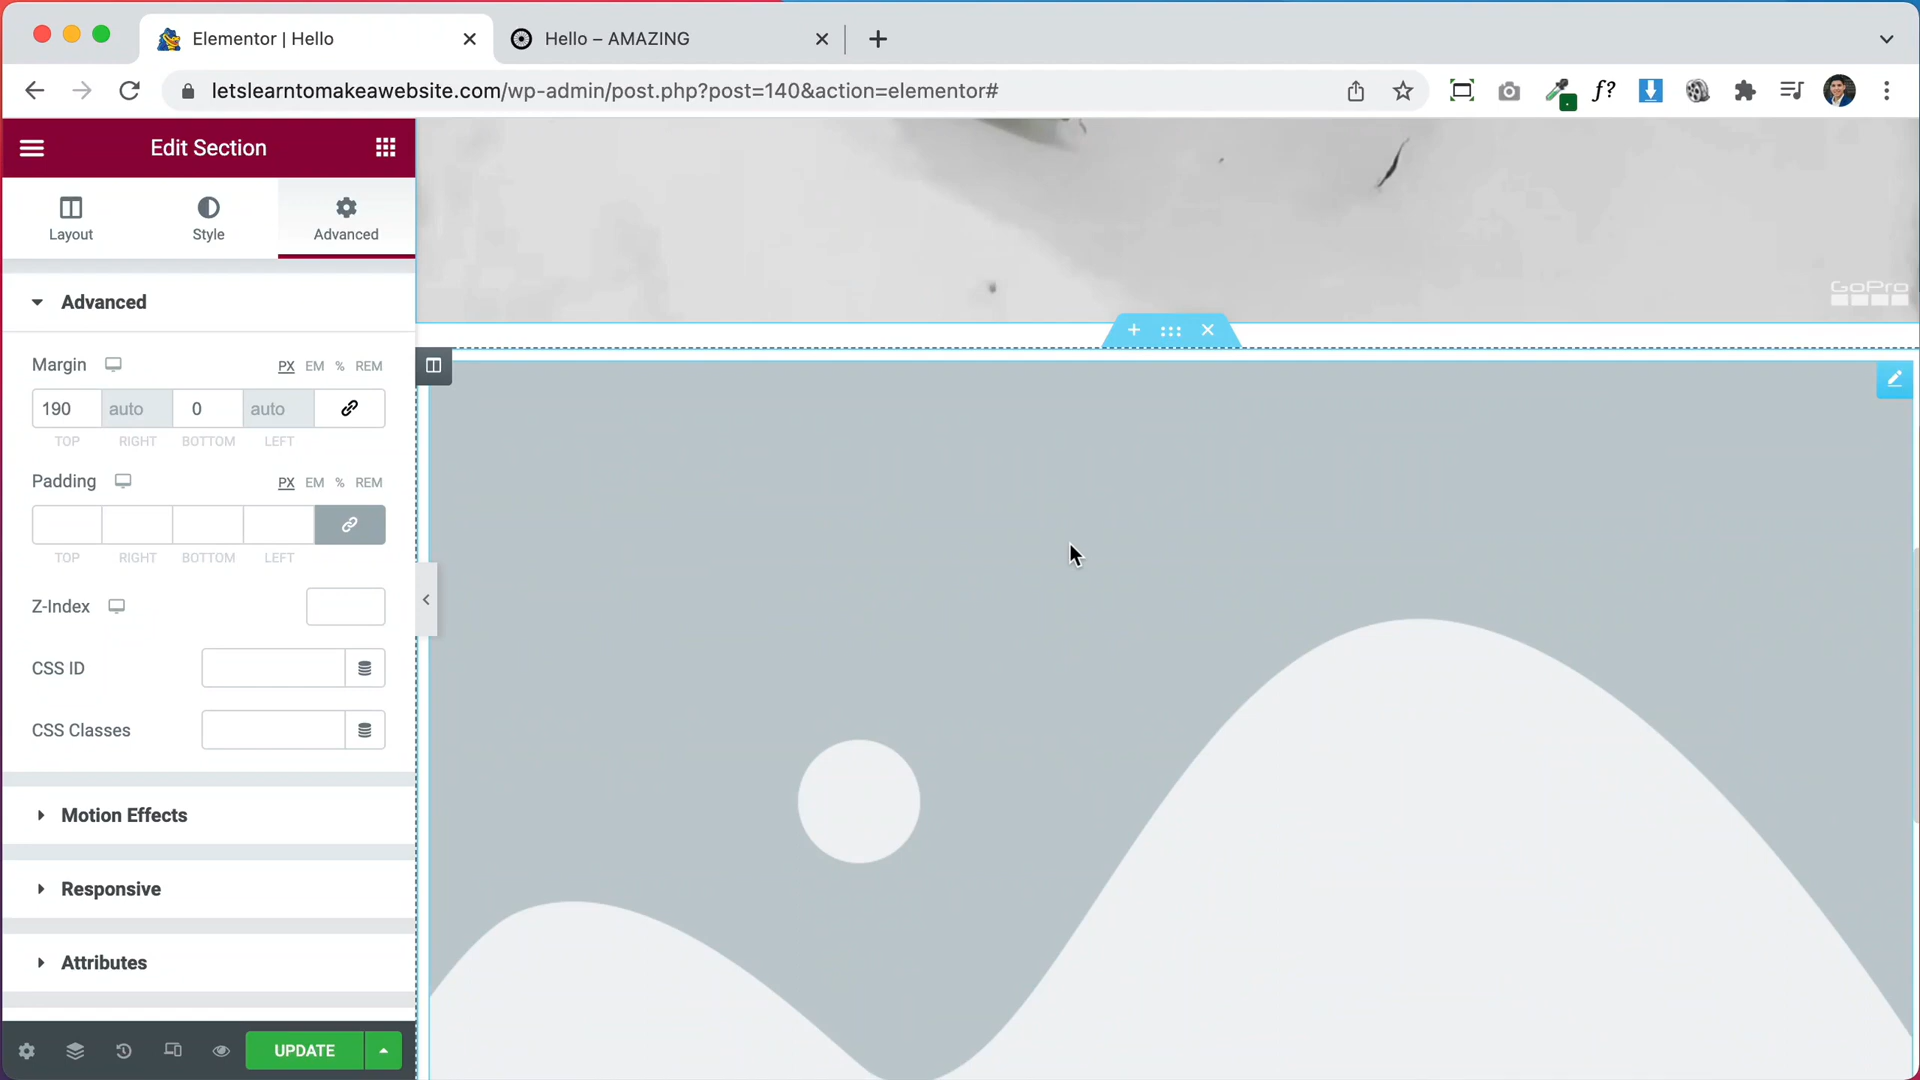 Elementor | Hello
Hello – AMAZING
letslearntomakeawebsite.com/wp-admin/post.php?post=140&action=elementor#
f?
Edit Section
Layout
Style
Advanced
Advanced
Margin
PX EM % REM
190 auto 0 auto
TOP RIGHT BOTTOM LEFT
Padding
PX EM % REM
TOP RIGHT BOTTOM LEFT
Z-Index
CSS ID
CSS Classes
Motion Effects
Responsive
Attributes
UPDATE
GoPro